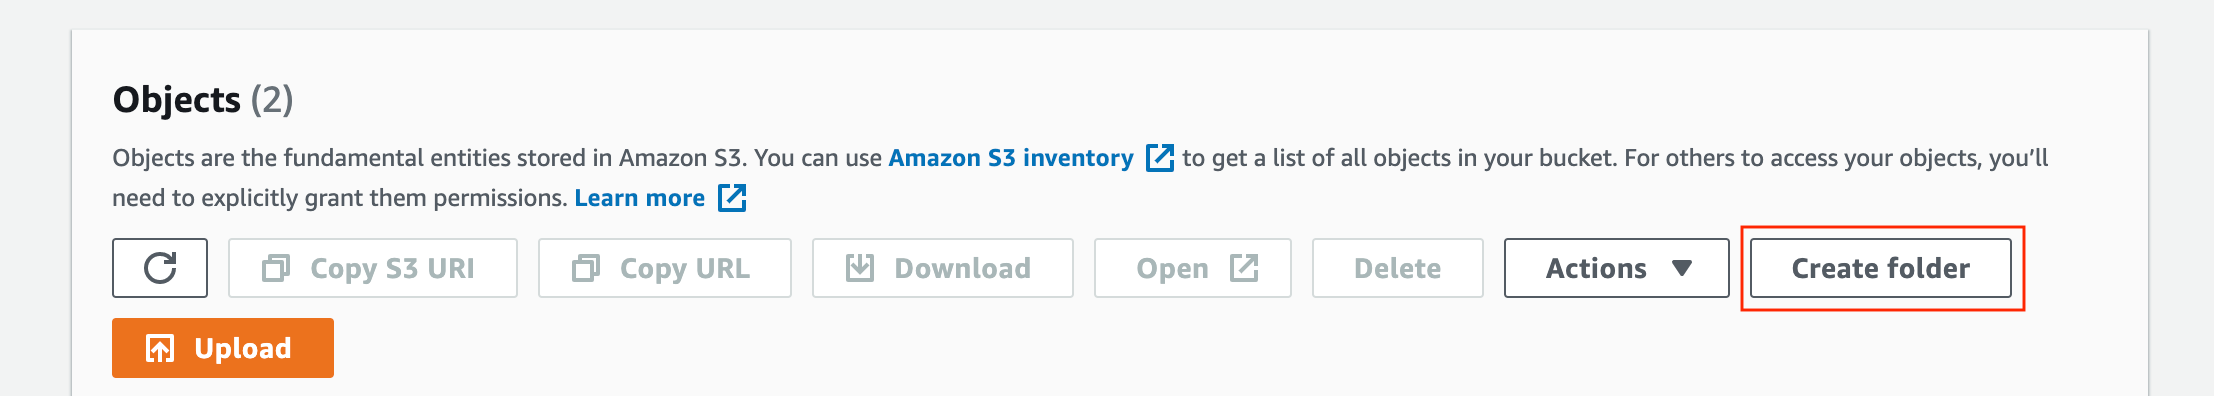 Objects (2)
Objects are the fundamental entities stored in Amazon S3. You can use Amazon S3 inventory to get a list of all objects in your bucket. For others to access your objects, you’ll
need to explicitly grant them permissions. Learn more
Copy S3 URI Copy URL Download Open Delete Actions Create folder
Upload